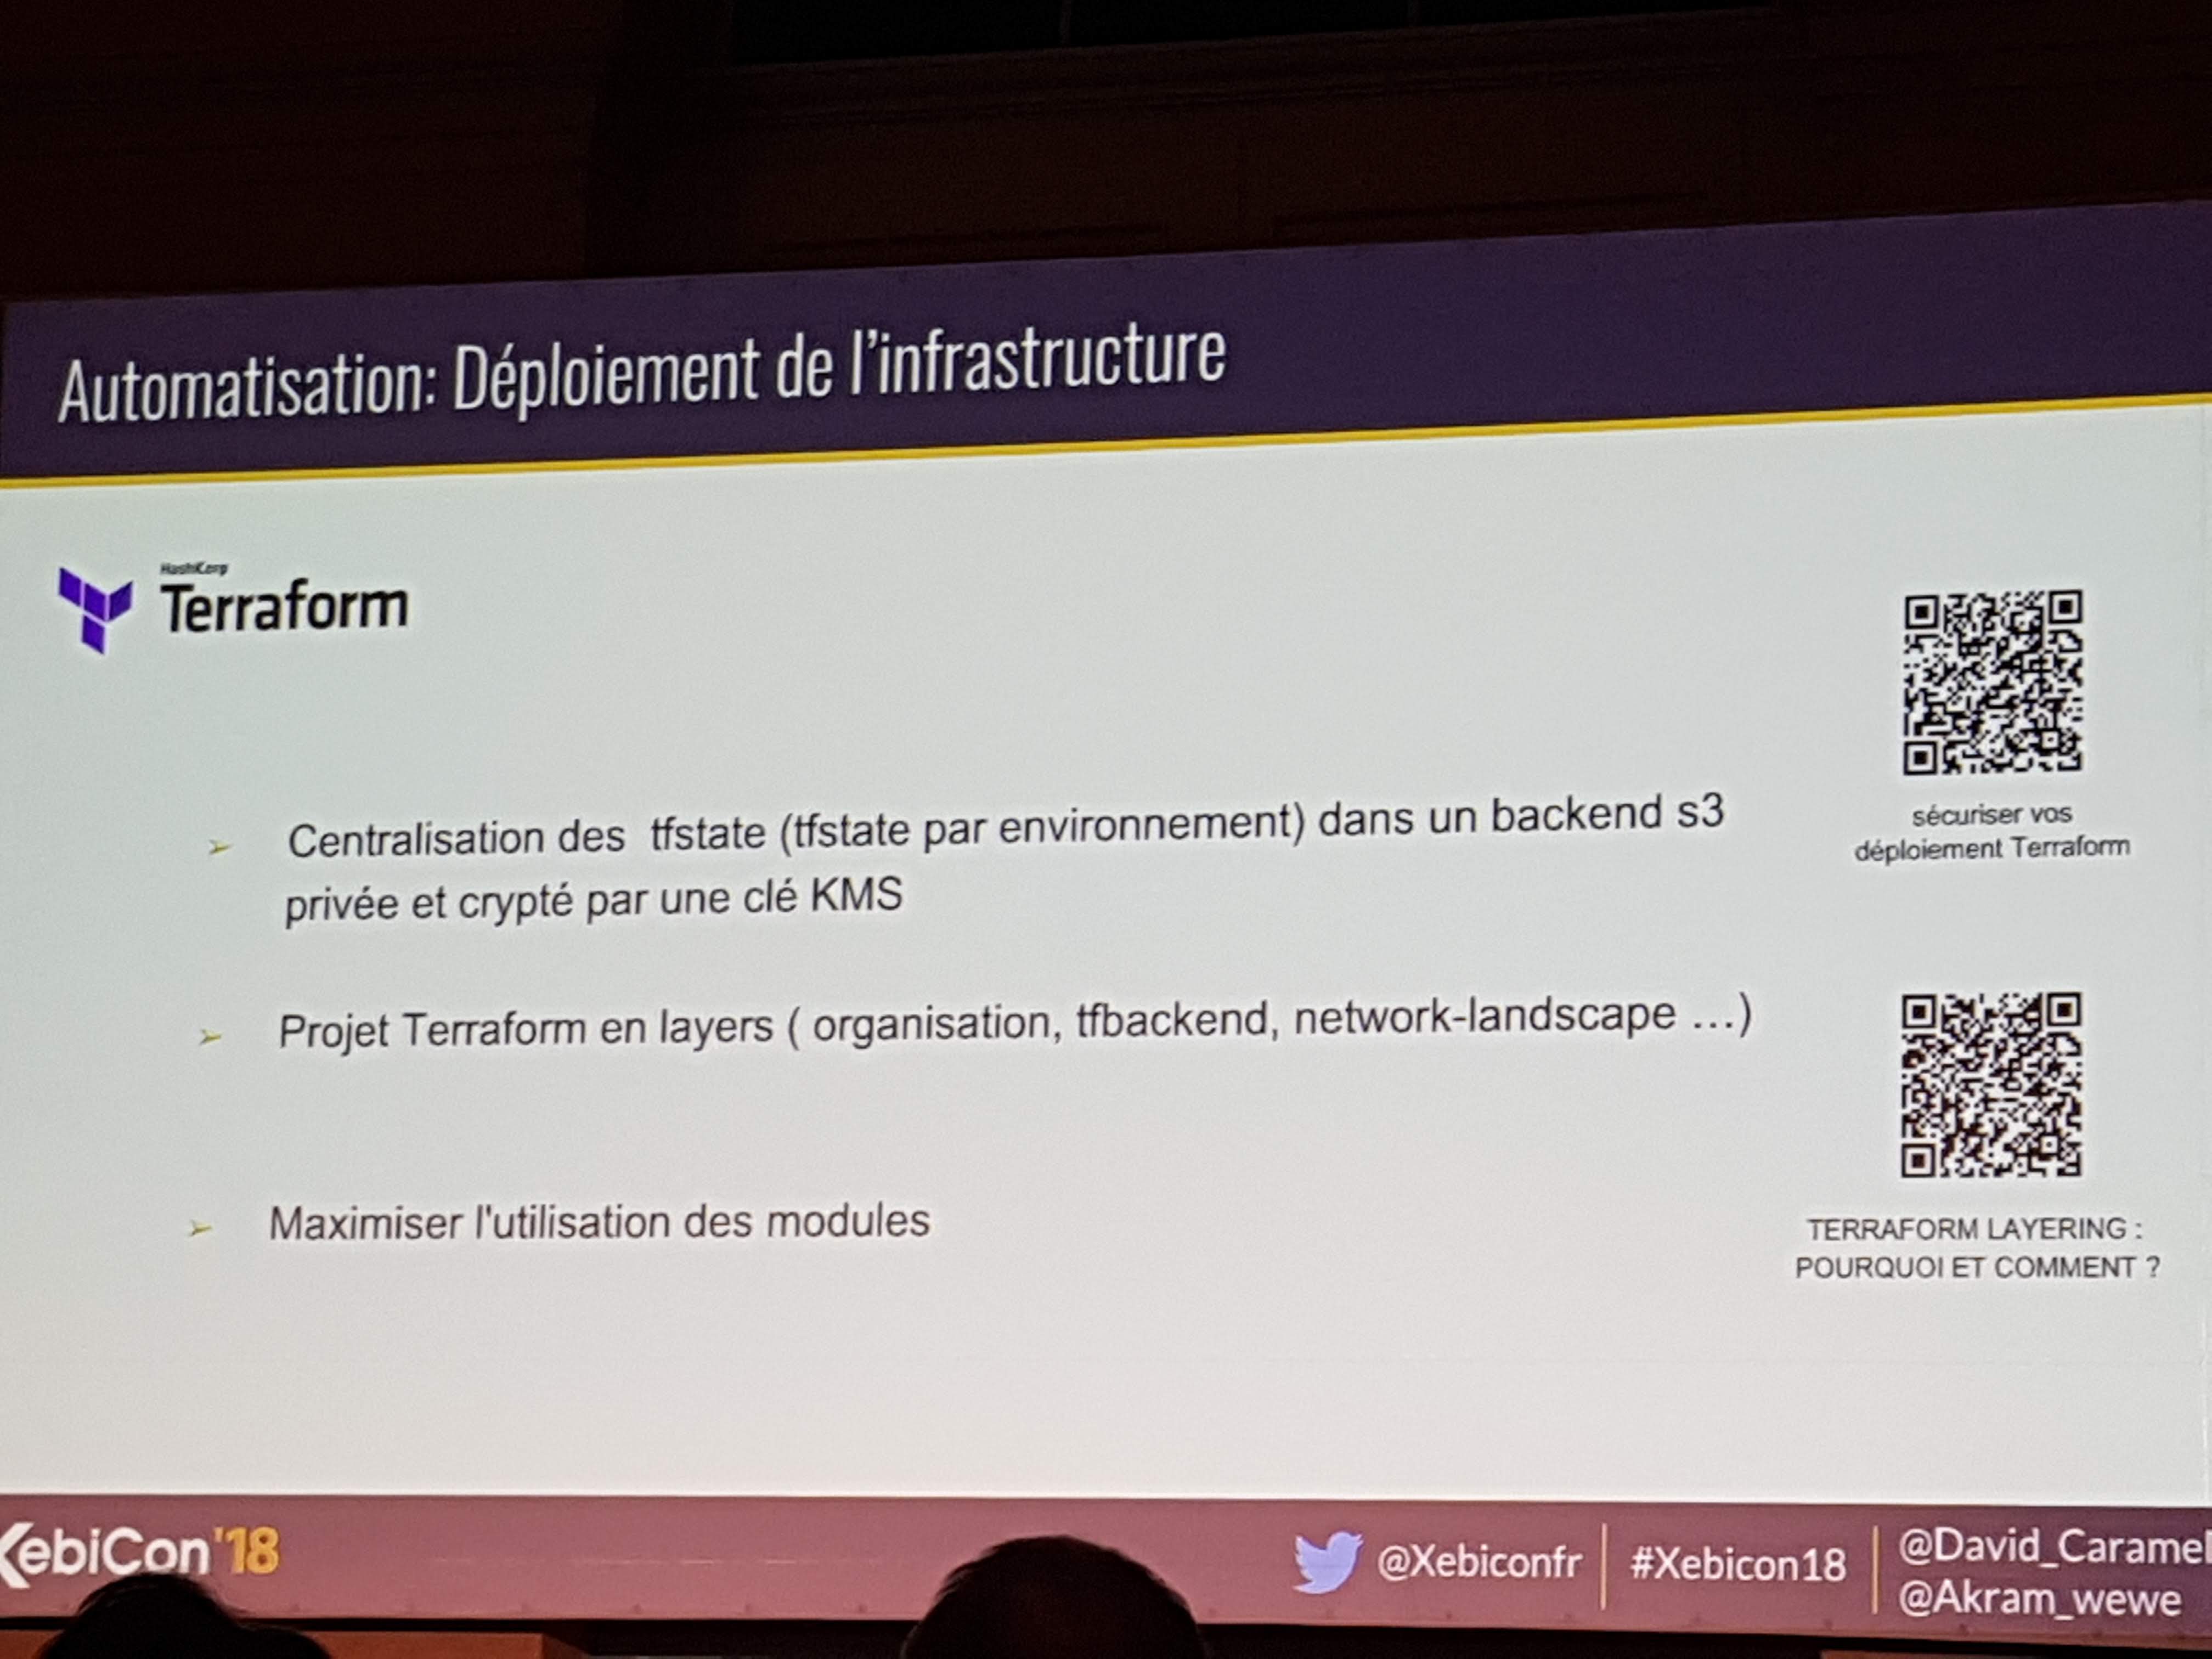 Automatisation: Déploiement de l'infrastructure
HashiCorp
Terraform
Centralisation des tfstate (tfstate par environnement) dans un backend s3
privée et crypté par une clé KMS
Projet Terraform en layers ( organisation, tfbackend, network-landscape ...)
Maximiser l'utilisation des modules
sécuriser vos
déploiement Terraform
TERRAFORM LAYERING :
POURQUOI ET COMMENT ?
XebiCon'18
@Xebiconfr
#Xebicon18
@David_Caramel
@Akram_wewe